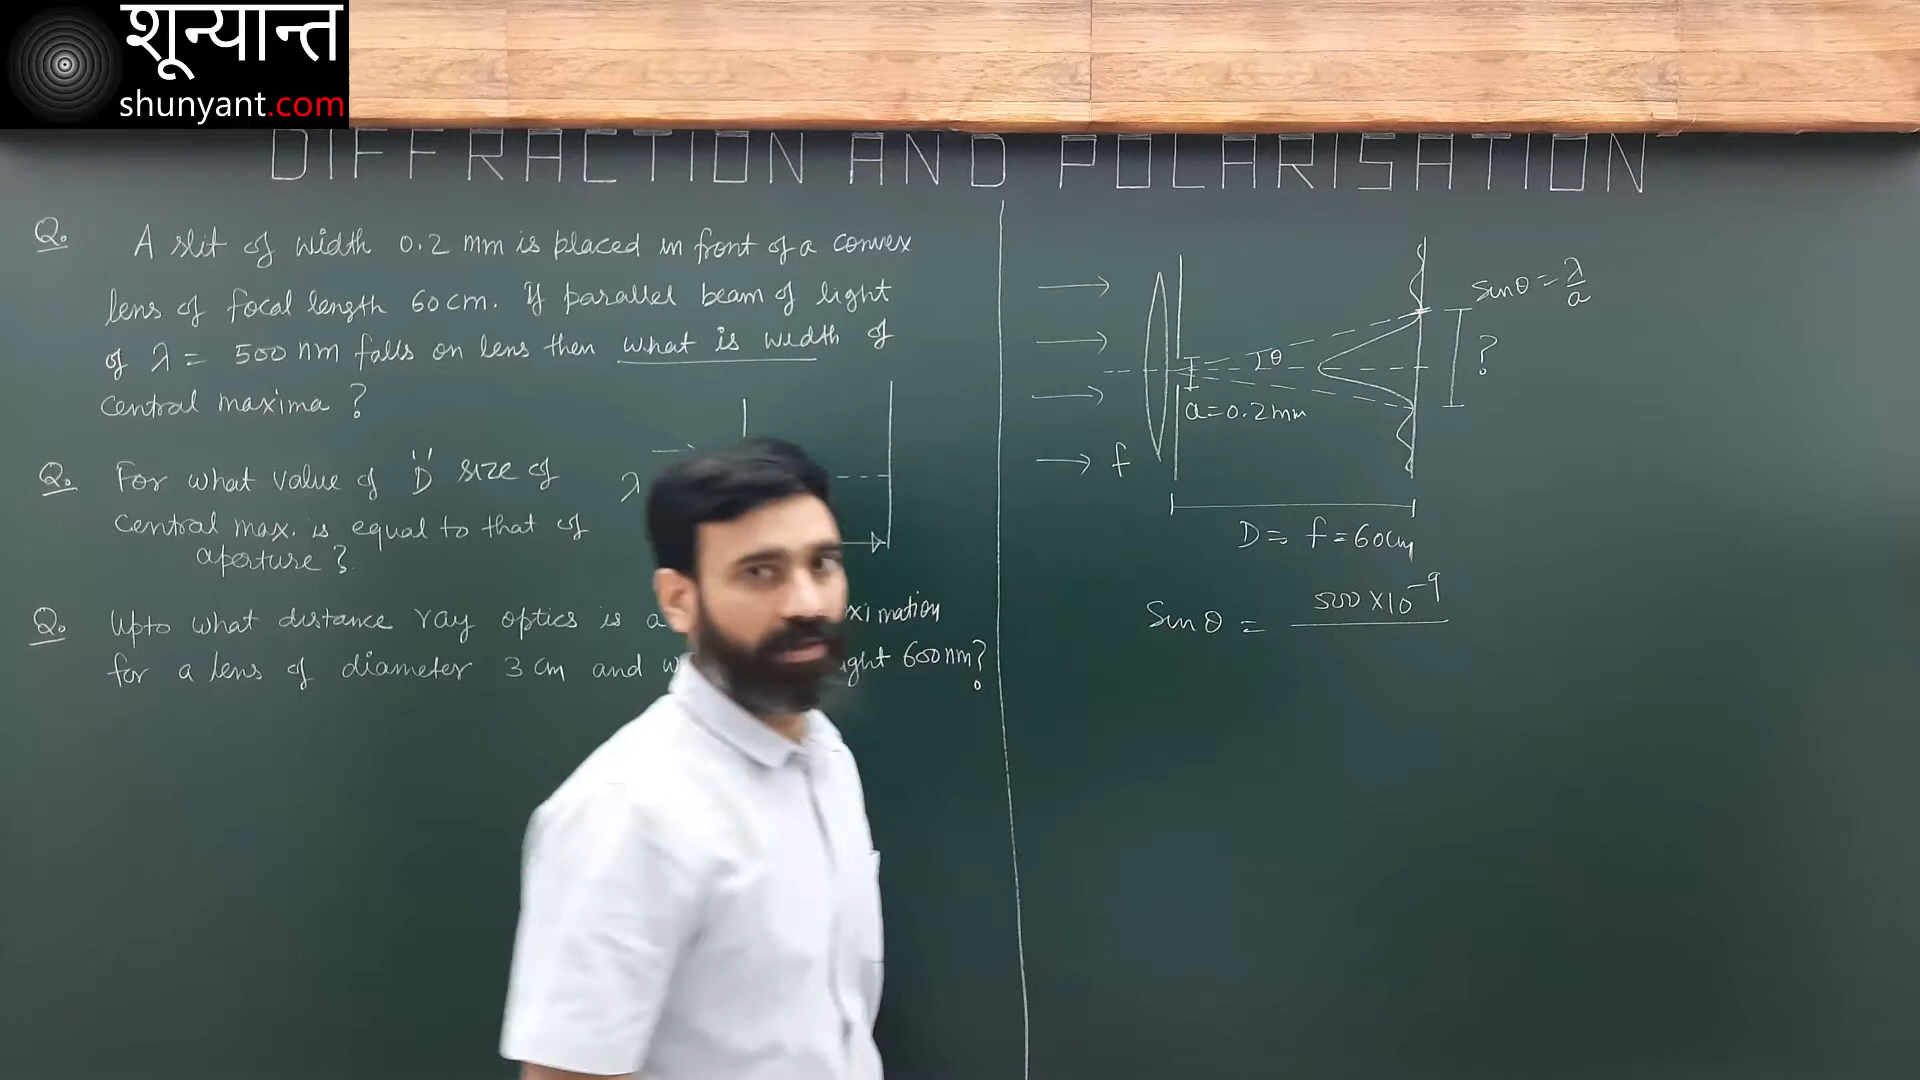 शून्यान्त
shunyant.com
DIFFRACTION AND POLARISATION
Q. A slit of width 0.2 mm is placed in front of a convex
lens of focal length 60 cm. If parallel beam of light
of λ = 500 nm falls on lens then what is width of
central maxima ?
Q. For what value of "D" size of
central max. is equal to that of
aperture ?
λ
Q. Upto what distance ray optics is a ximation
for a lens of diameter 3 cm and w ght 600nm?
sinθ = λ/a
θ
?
a=0.2mm
f
D = f = 60cm
Sinθ = 500 x10⁻⁹